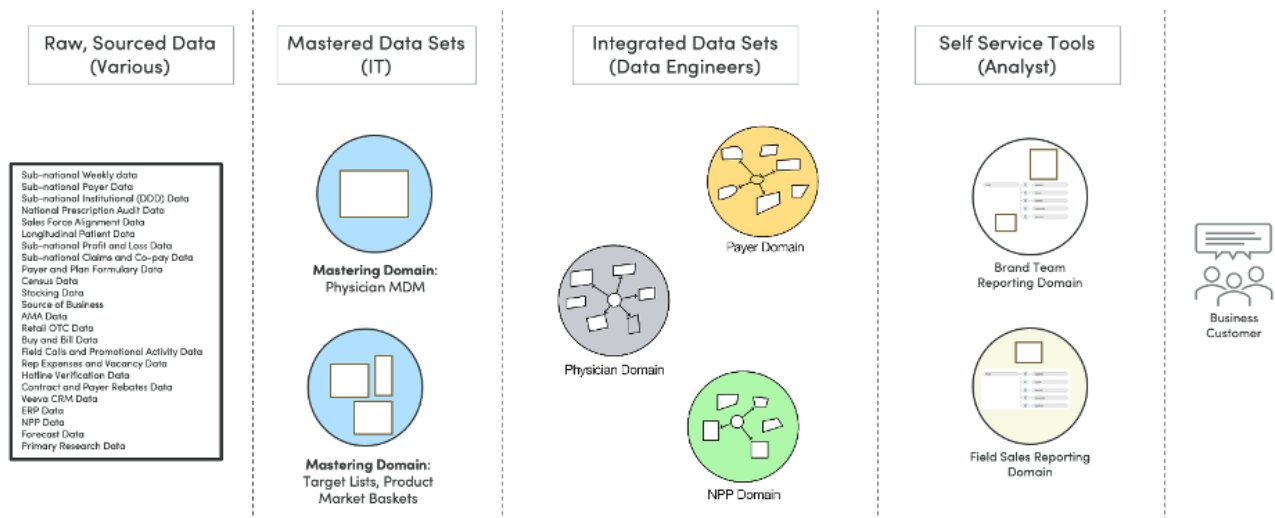 Raw, Sourced Data
(Various)
Mastered Data Sets
(IT)
Integrated Data Sets
(Data Engineers)
Self Service Tools
(Analyst)
Sub-national Weekly data
Sub-national Payer Data
Sub-national Institutional (DDD) Data
National Prescription Audit Data
Sales Force Alignment Data
Longitudinal Patient Data
Sub-national Profit and Loss Data
Sub-national Claims and Co-pay Data
Payer and Plan Formulary Data
Census Data
Stocking Data
Source of Business
AMA Data
Retail OTC Data
Buy and Bill Data
Field Calls and Promotional Activity Data
Rep Expenses and Vacancy Data
Hotline Verification Data
Contract and Payer Rebates Data
Veeva CRM Data
ERP Data
NPP Data
Forecast Data
Primary Research Data
Mastering Domain:
Physician MDM
Mastering Domain:
Target Lists, Product
Market Baskets
Payer Domain
Physician Domain
NPP Domain
Brand Team
Reporting Domain
Field Sales Reporting
Domain
Business
Customer